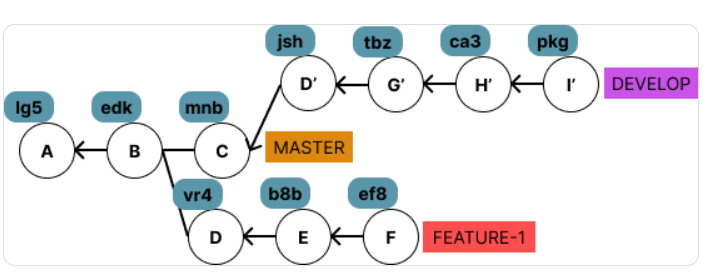 jsh
tbz
ca3
pkg
D’
G’
H’
I’
DEVELOP
lg5
edk
mnb
A
B
C
MASTER
vr4
b8b
ef8
D
E
F
FEATURE-1